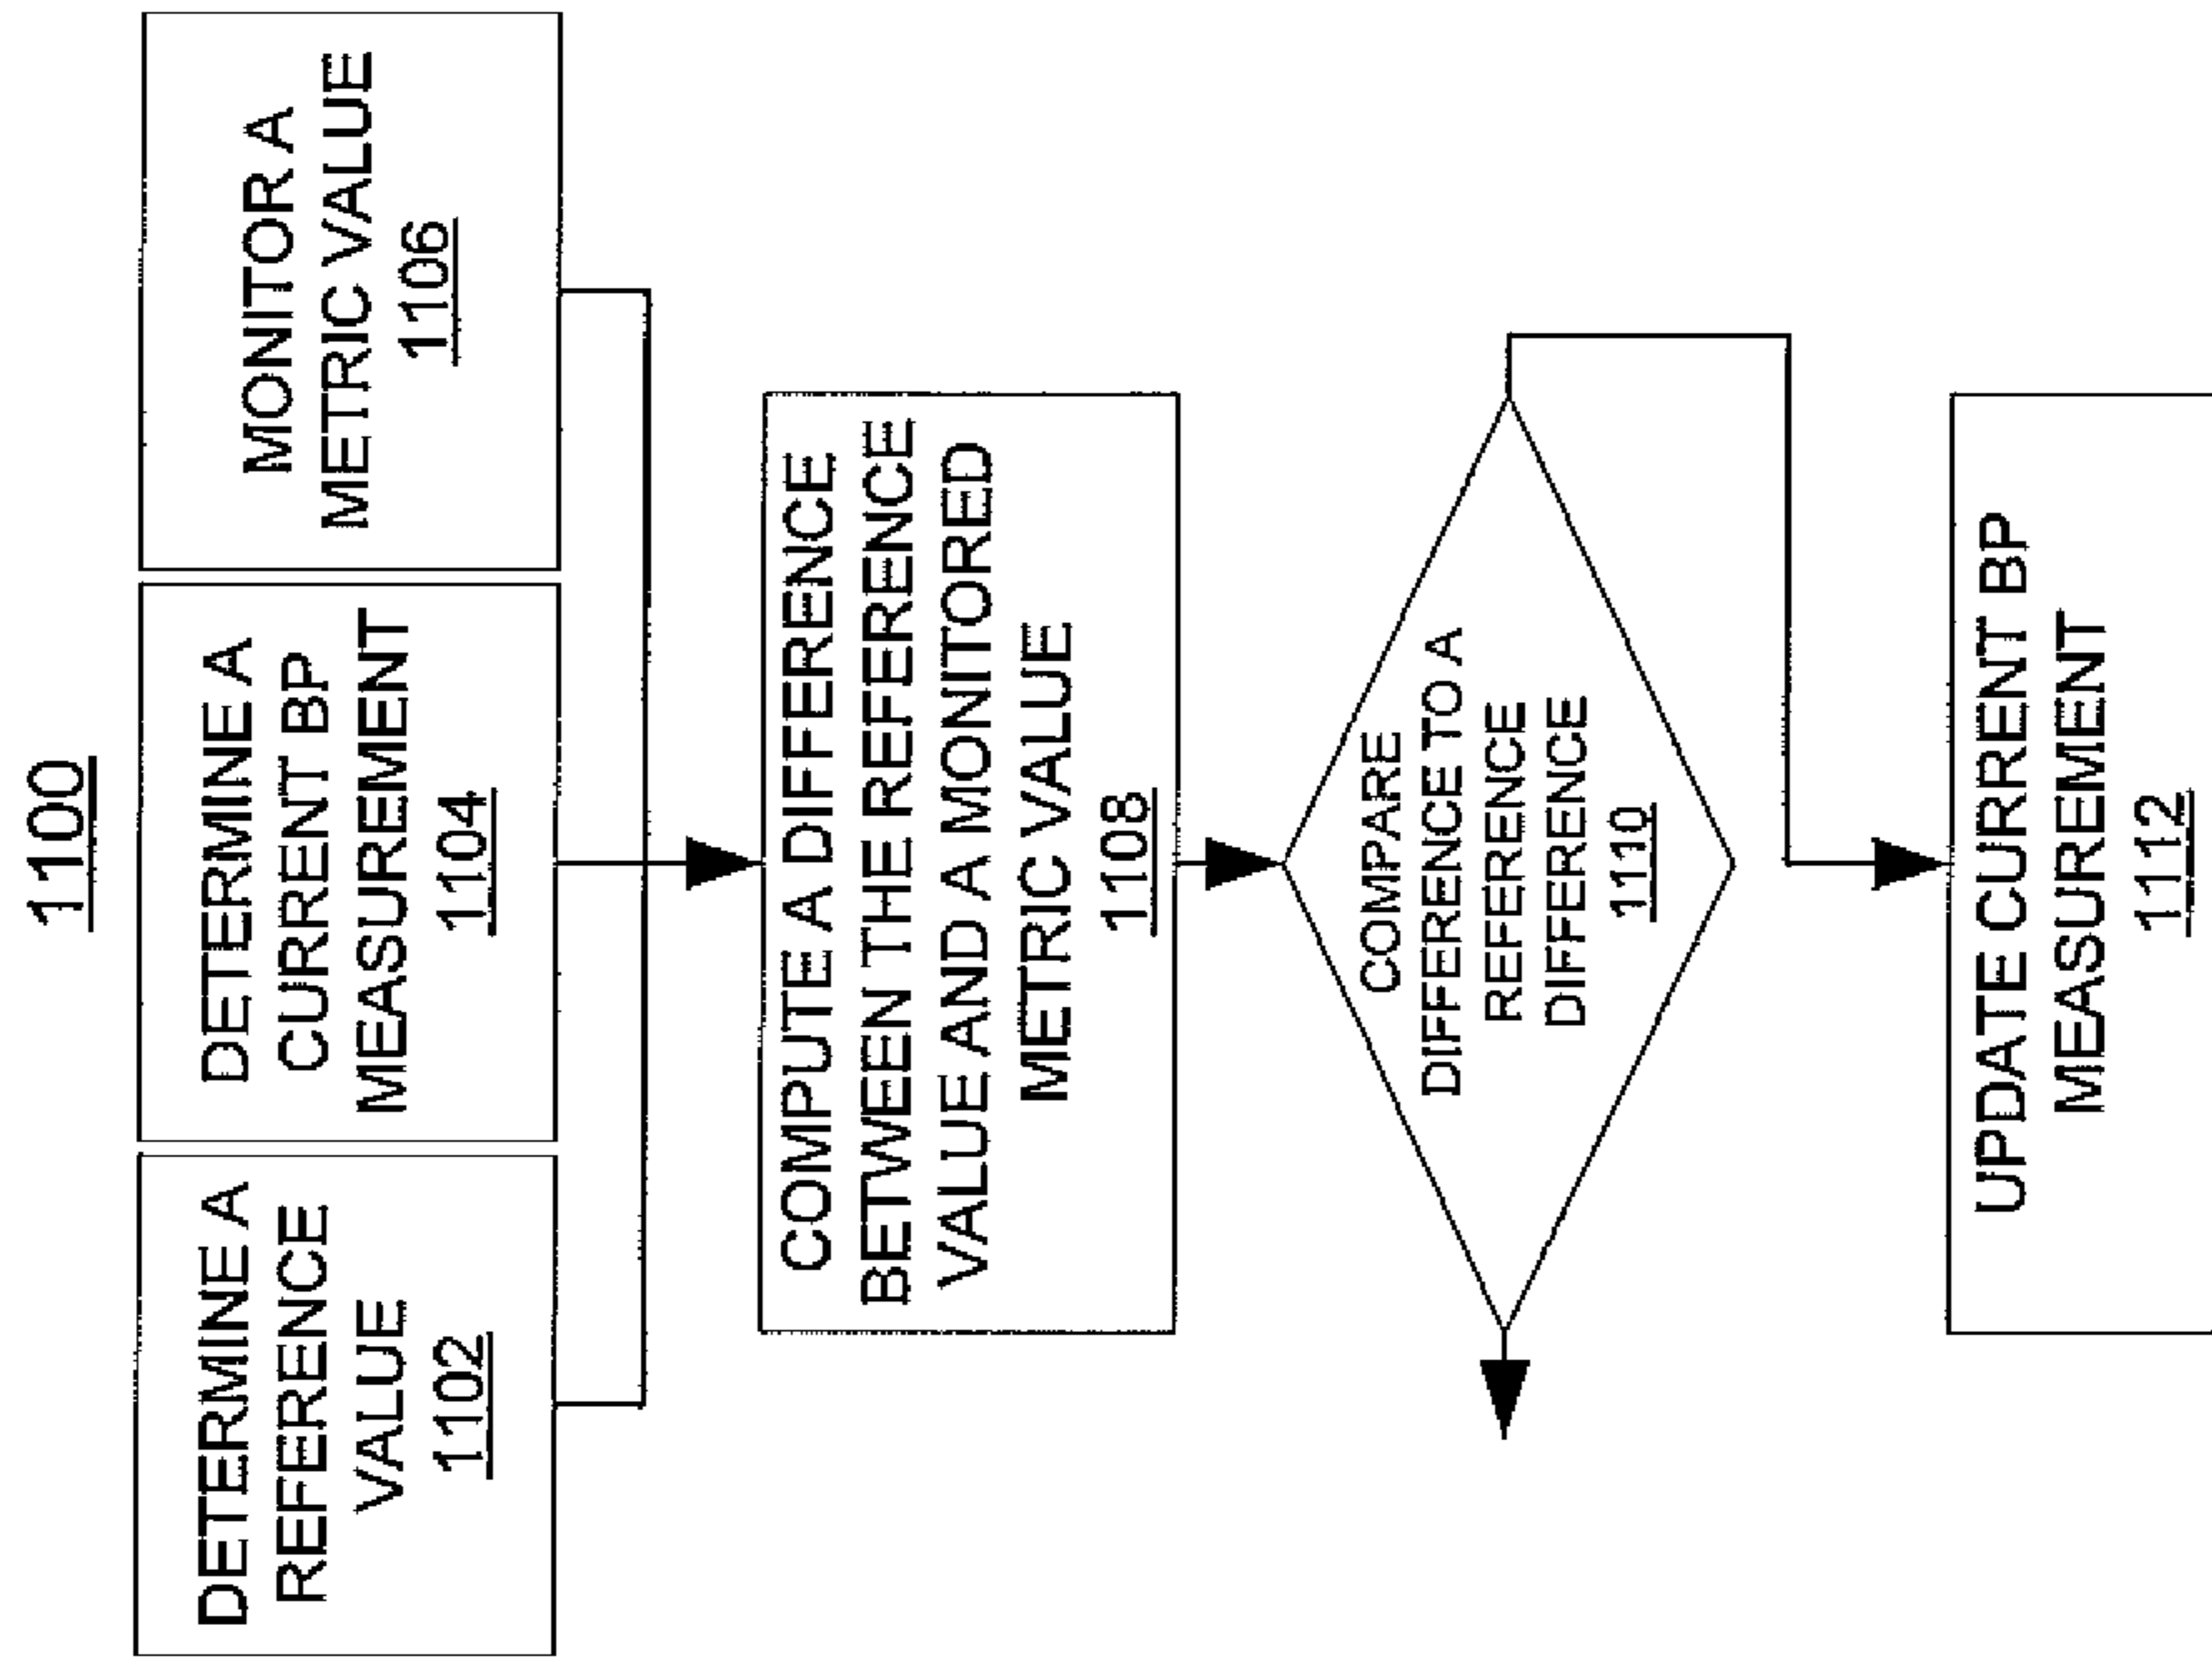 1100
DETERMINE A
REFERENCE
VALUE
1102
DETERMINE A
CURRENT BP
MEASUREMENT
1104
MONITOR A
METRIC VALUE
1106
COMPUTE A DIFFERENCE
BETWEEN THE REFERENCE
VALUE AND A MONITORED
METRIC VALUE
1108
COMPARE
DIFFERENCE TO A
REFERENCE
DIFFERENCE
1110
UPDATE CURRENT BP
MEASUREMENT
1112